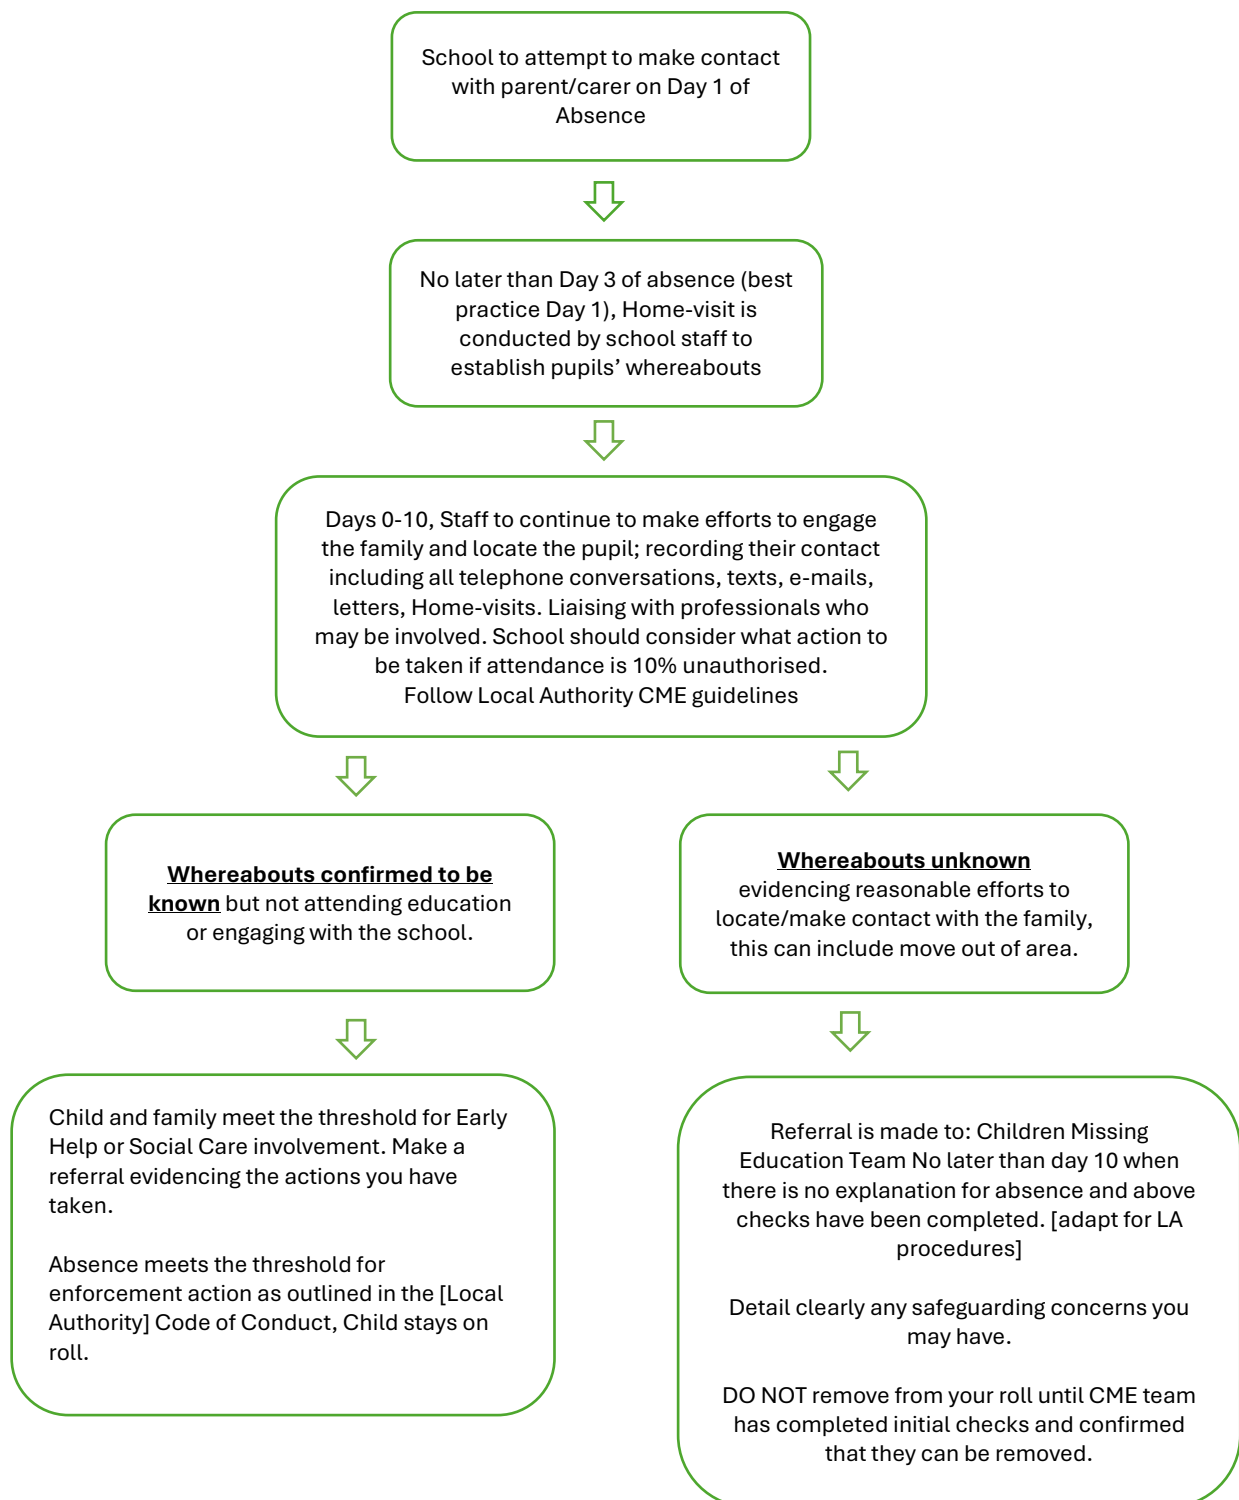 School to attempt to make contact
with parent/carer on Day 1 of
Absence
No later than Day 3 of absence (best
practice Day 1), Home-visit is
conducted by school staff to
establish pupils’ whereabouts
Days 0-10, Staff to continue to make efforts to engage
the family and locate the pupil; recording their contact
including all telephone conversations, texts, e-mails,
letters, Home-visits. Liaising with professionals who
may be involved. School should consider what action to
be taken if attendance is 10% unauthorised.
Follow Local Authority CME guidelines
Whereabouts confirmed to be
known but not attending education
or engaging with the school.
Whereabouts unknown
evidencing reasonable efforts to
locate/make contact with the family,
this can include move out of area.
Child and family meet the threshold for Early
Help or Social Care involvement. Make a
referral evidencing the actions you have
taken.
Absence meets the threshold for
enforcement action as outlined in the [Local
Authority] Code of Conduct, Child stays on
roll.
Referral is made to: Children Missing
Education Team No later than day 10 when
there is no explanation for absence and above
checks have been completed. [adapt for LA
procedures]
Detail clearly any safeguarding concerns you
may have.
DO NOT remove from your roll until CME team
has completed initial checks and confirmed
that they can be removed.